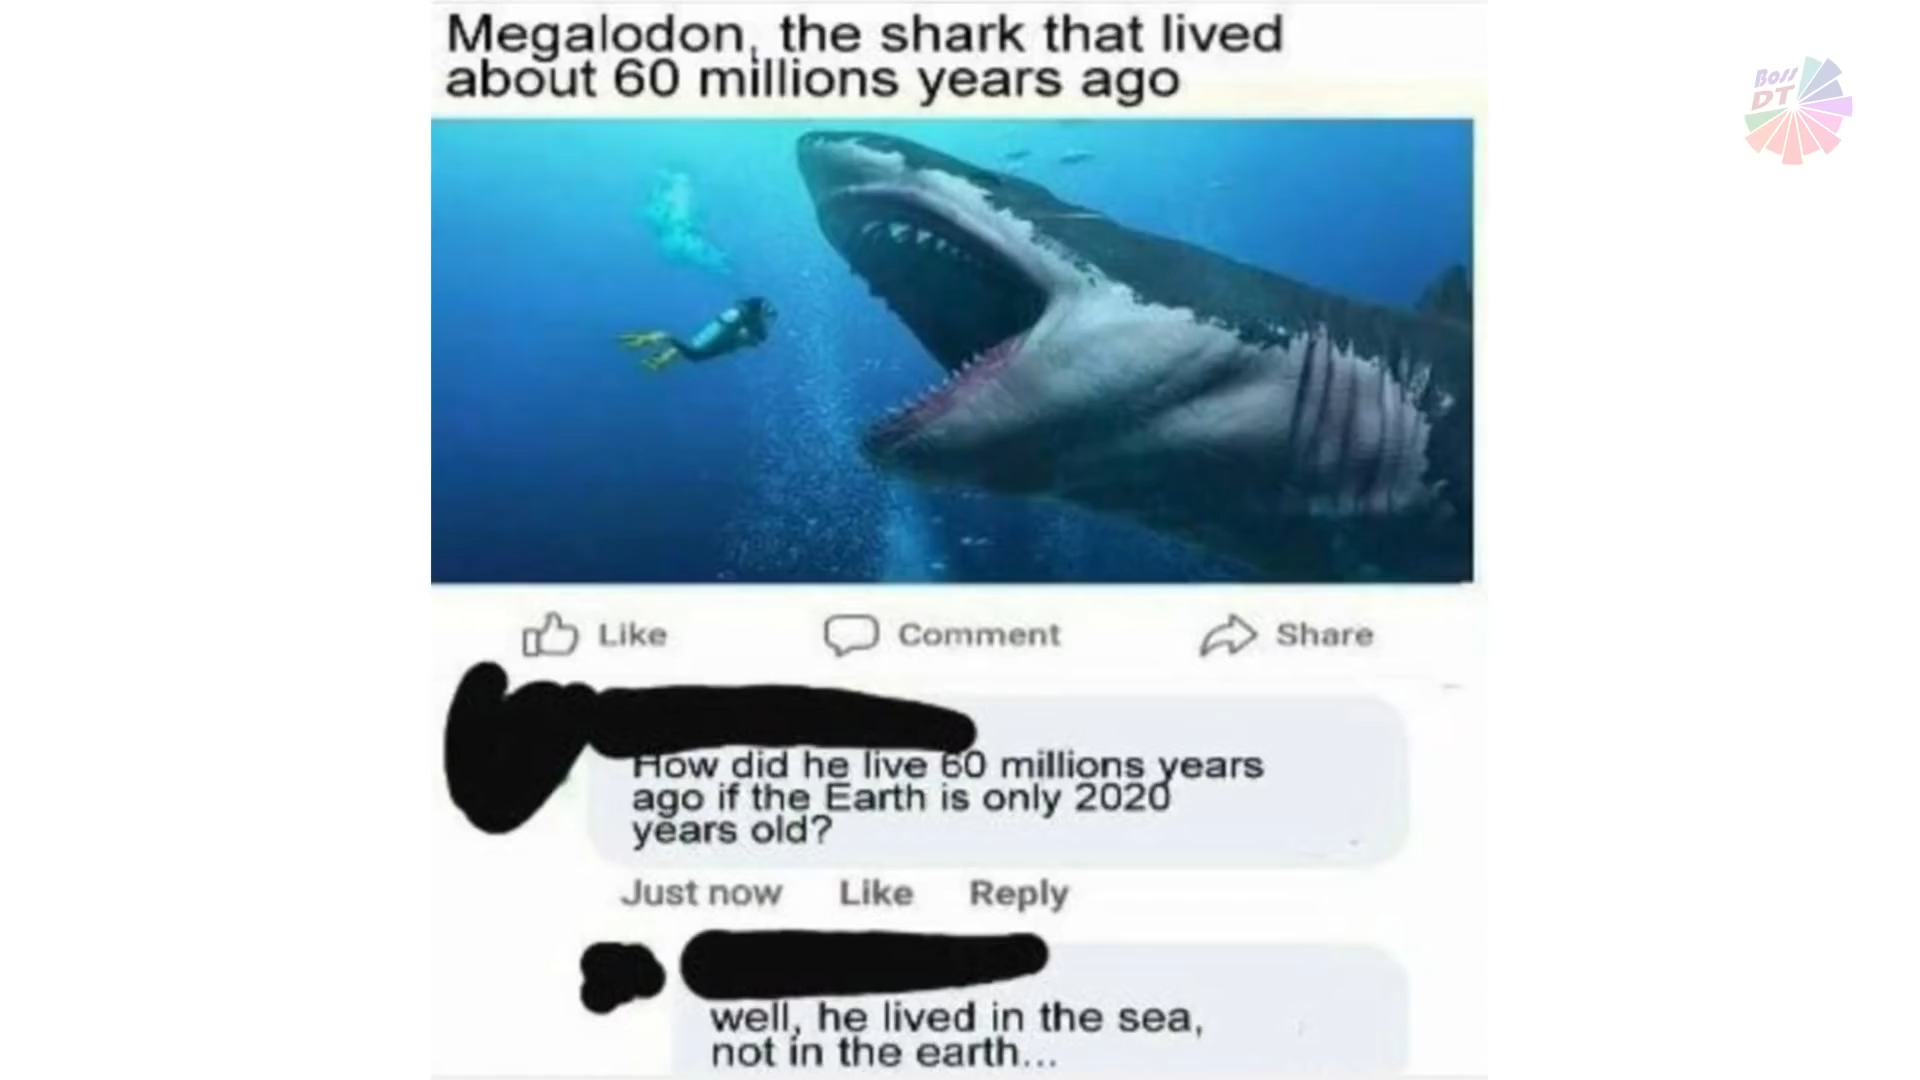 Megalodon, the shark that lived
about 60 millions years ago
Boss
DT
Like
Comment
Share
How did he live 60 millions years
ago if the Earth is only 2020
years old?
Just now Like Reply
well, he lived in the sea,
not in the earth...